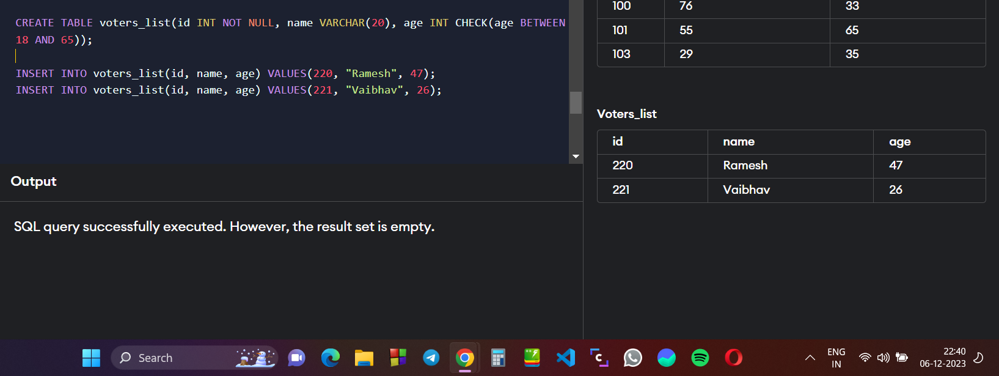 CREATE TABLE voters_list(id INT NOT NULL, name VARCHAR(20), age INT CHECK(age BETWEEN
18 AND 65));
INSERT INTO voters_list(id, name, age) VALUES(220, "Ramesh", 47);
INSERT INTO voters_list(id, name, age) VALUES(221, "Vaibhav", 26);
Output
SQL query successfully executed. However, the result set is empty.
100 76 33
101 55 65
103 29 35
Voters_list
id name age
220 Ramesh 47
221 Vaibhav 26
Search
ENG
IN
22:40
06-12-2023